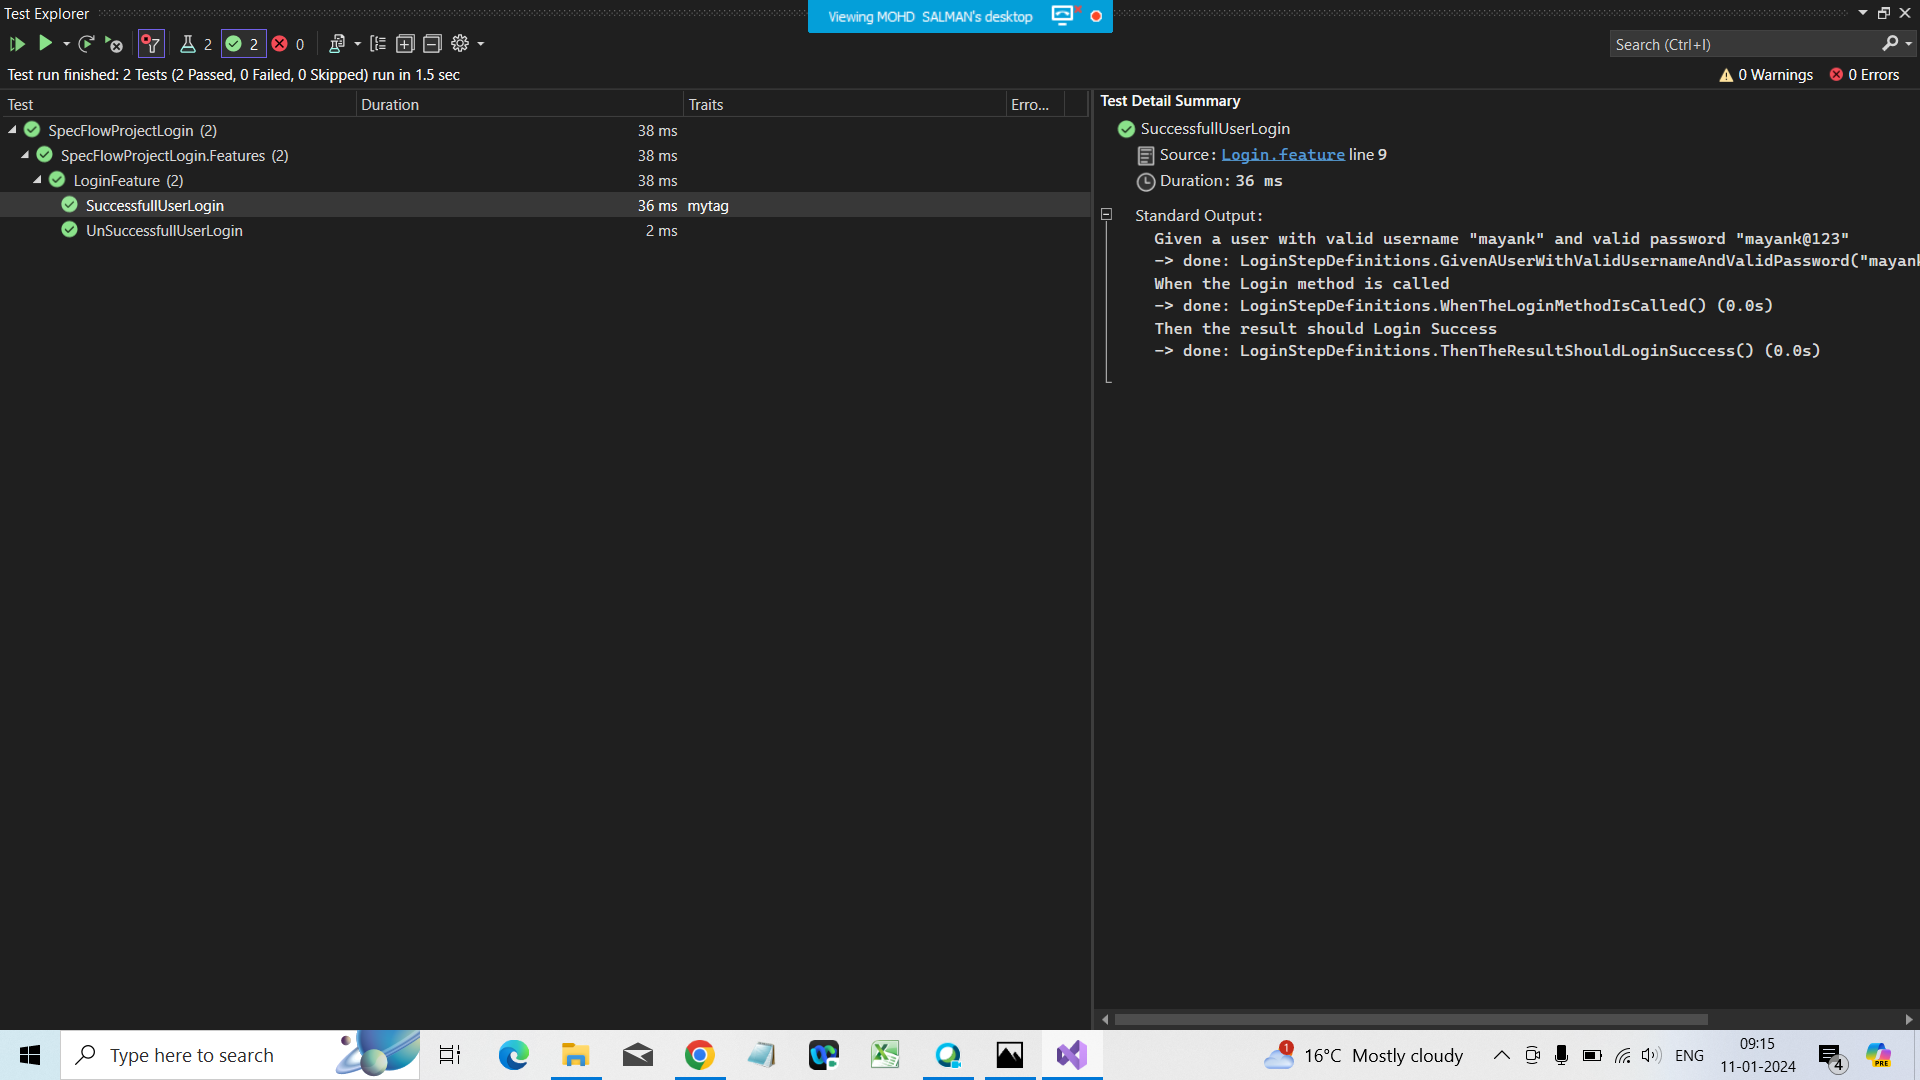 Test Explorer
Viewing MOHD SALMAN's desktop
2 2 0
Search (Ctrl+I)
Test run finished: 2 Tests (2 Passed, 0 Failed, 0 Skipped) run in 1.5 sec
0 Warnings 0 Errors
Test Duration Traits Erro...
SpecFlowProjectLogin (2) 38 ms
SpecFlowProjectLogin.Features (2) 38 ms
LoginFeature (2) 38 ms
SuccessfullUserLogin 36 ms mytag
UnSuccessfullUserLogin 2 ms
Test Detail Summary
SuccessfullUserLogin
Source: Login.feature line 9
Duration: 36 ms
Standard Output:
Given a user with valid username "mayank" and valid password "mayank@123"
-> done: LoginStepDefinitions.GivenAUserWithValidUsernameAndValidPassword("mayank
When the Login method is called
-> done: LoginStepDefinitions.WhenTheLoginMethodIsCalled() (0.0s)
Then the result should Login Success
-> done: LoginStepDefinitions.ThenTheResultShouldLoginSuccess() (0.0s)
Type here to search
1
16°C Mostly cloudy
ENG
09:15
11-01-2024
4
PRE